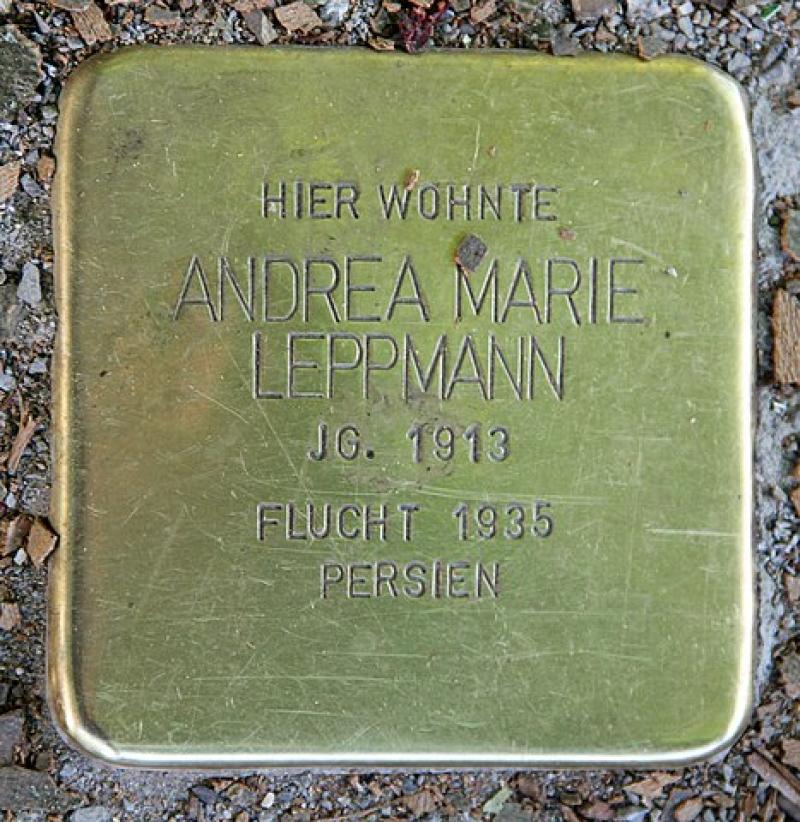 HIER WOHNTE
ANDREA MARIE
LEPPMANN
JG. 1913
FLUCHT 1935
PERSIEN